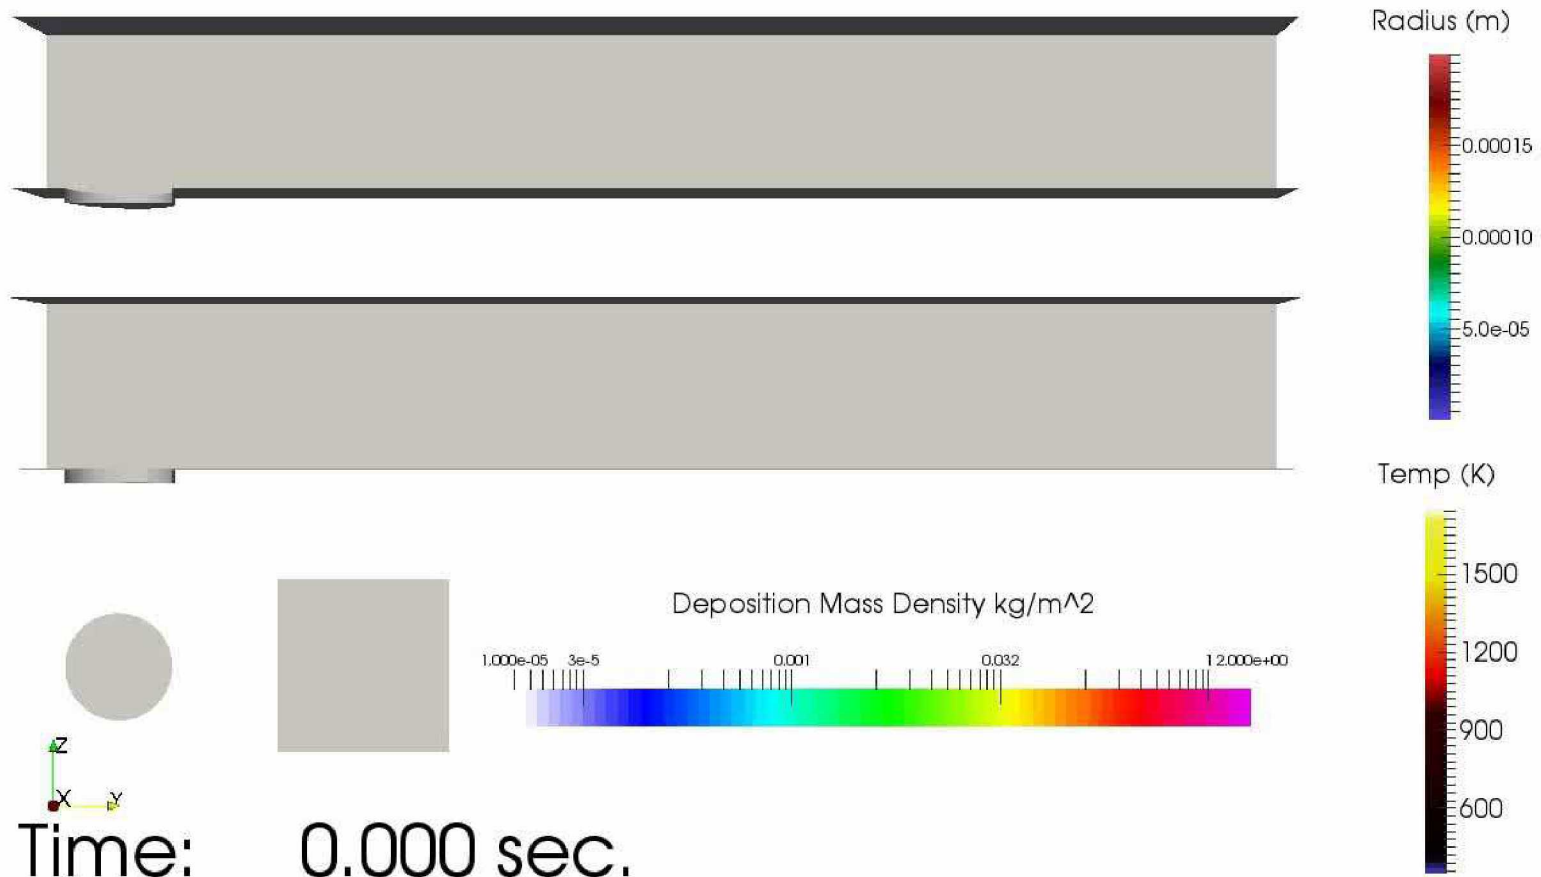 Radius (m)
0.00015
0.00010
5.0e-05
Temp (K)
1500
1200
900
600
Deposition Mass Density kg/m^2
1.000e-05 3e-5 0.001 0.032 1 2.000e+00
Z
X Y
Time: 0.000 sec.